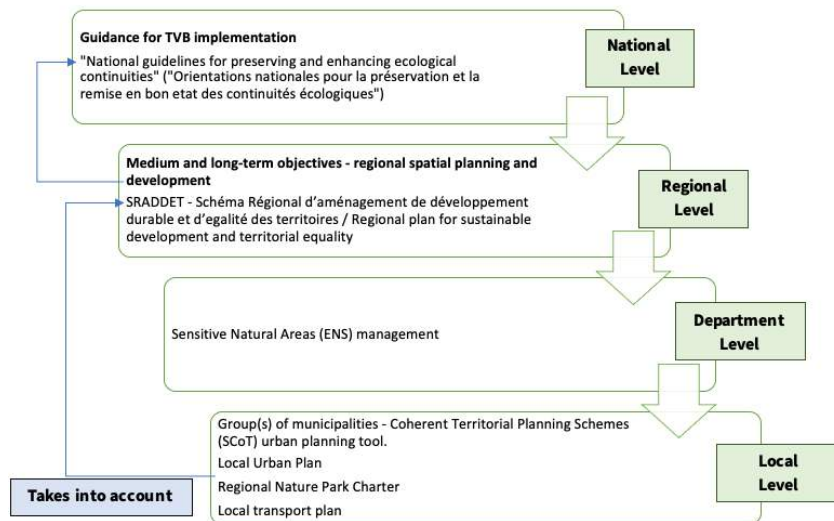 Guidance for TVB implementation
"National guidelines for preserving and enhancing ecological
continuities" ("Orientations nationales pour la préservation et la
remise en bon etat des continuités écologiques")
National
Level
Medium and long-term objectives - regional spatial planning and
development
SRADDET - Schéma Régional d'aménagement de développement
durable et d'egalité des territoires / Regional plan for sustainable
development and territorial equality
Regional
Level
Sensitive Natural Areas (ENS) management
Department
Level
Group(s) of municipalities - Coherent Territorial Planning Schemes
(SCoT) urban planning tool.
Local Urban Plan
Regional Nature Park Charter
Local transport plan
Local
Level
Takes into account